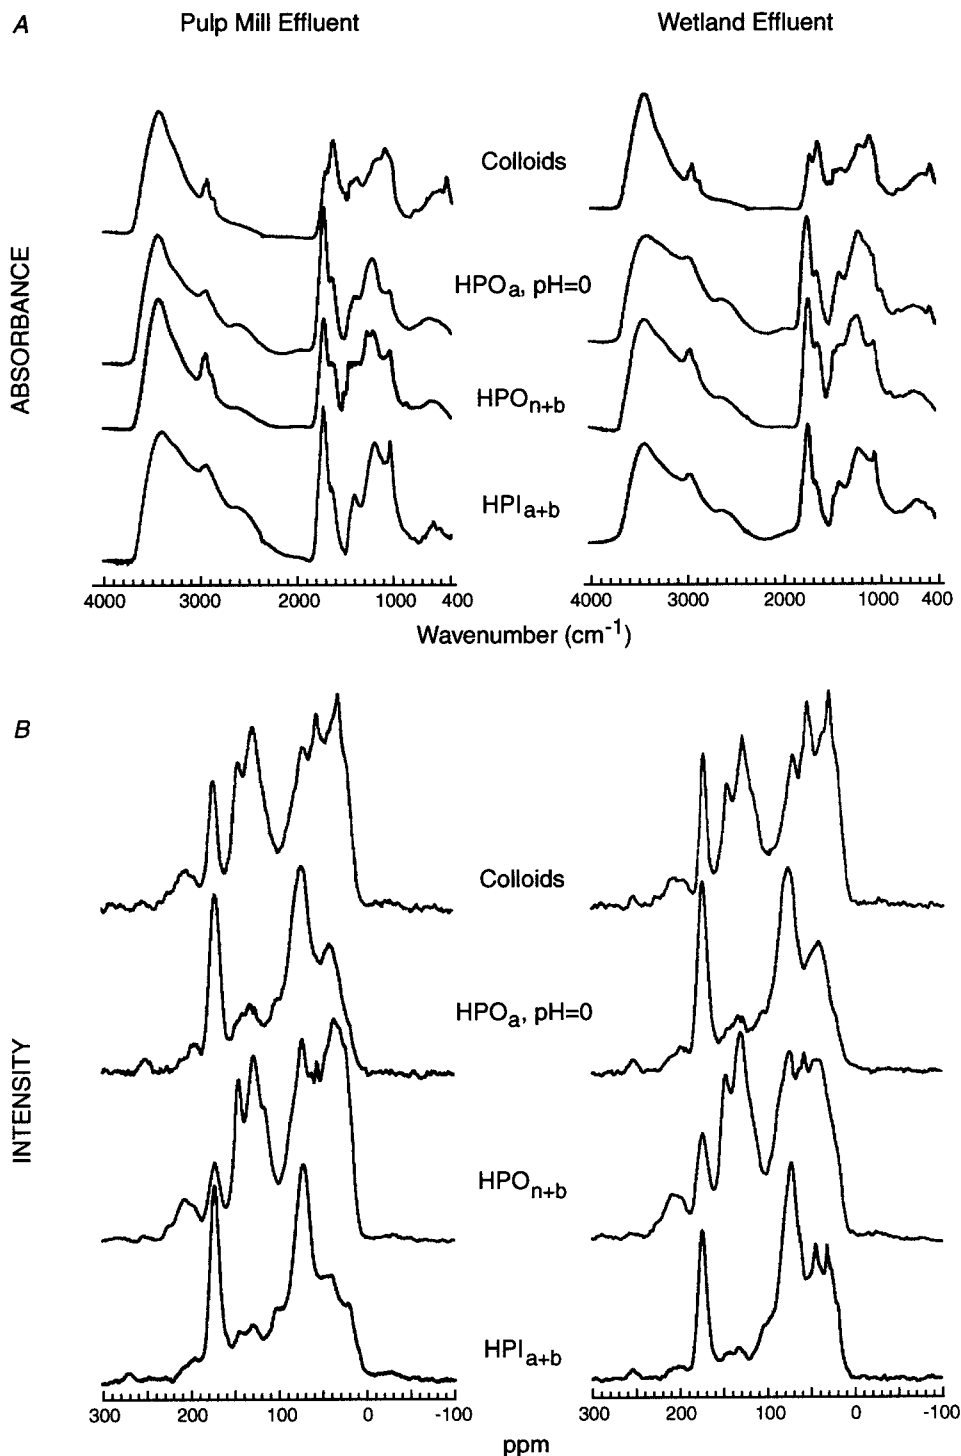 A
Pulp Mill Effluent
Wetland Effluent
ABSORBANCE
Colloids
HPOa, pH=0
HPOn+b
HPIa+b
4000 3000 2000 1000 400
4000 3000 2000 1000 400
Wavenumber (cm-1)
B
INTENSITY
Colloids
HPOa, pH=0
HPOn+b
HPIa+b
300 200 100 0 -100
300 200 100 0 -100
ppm